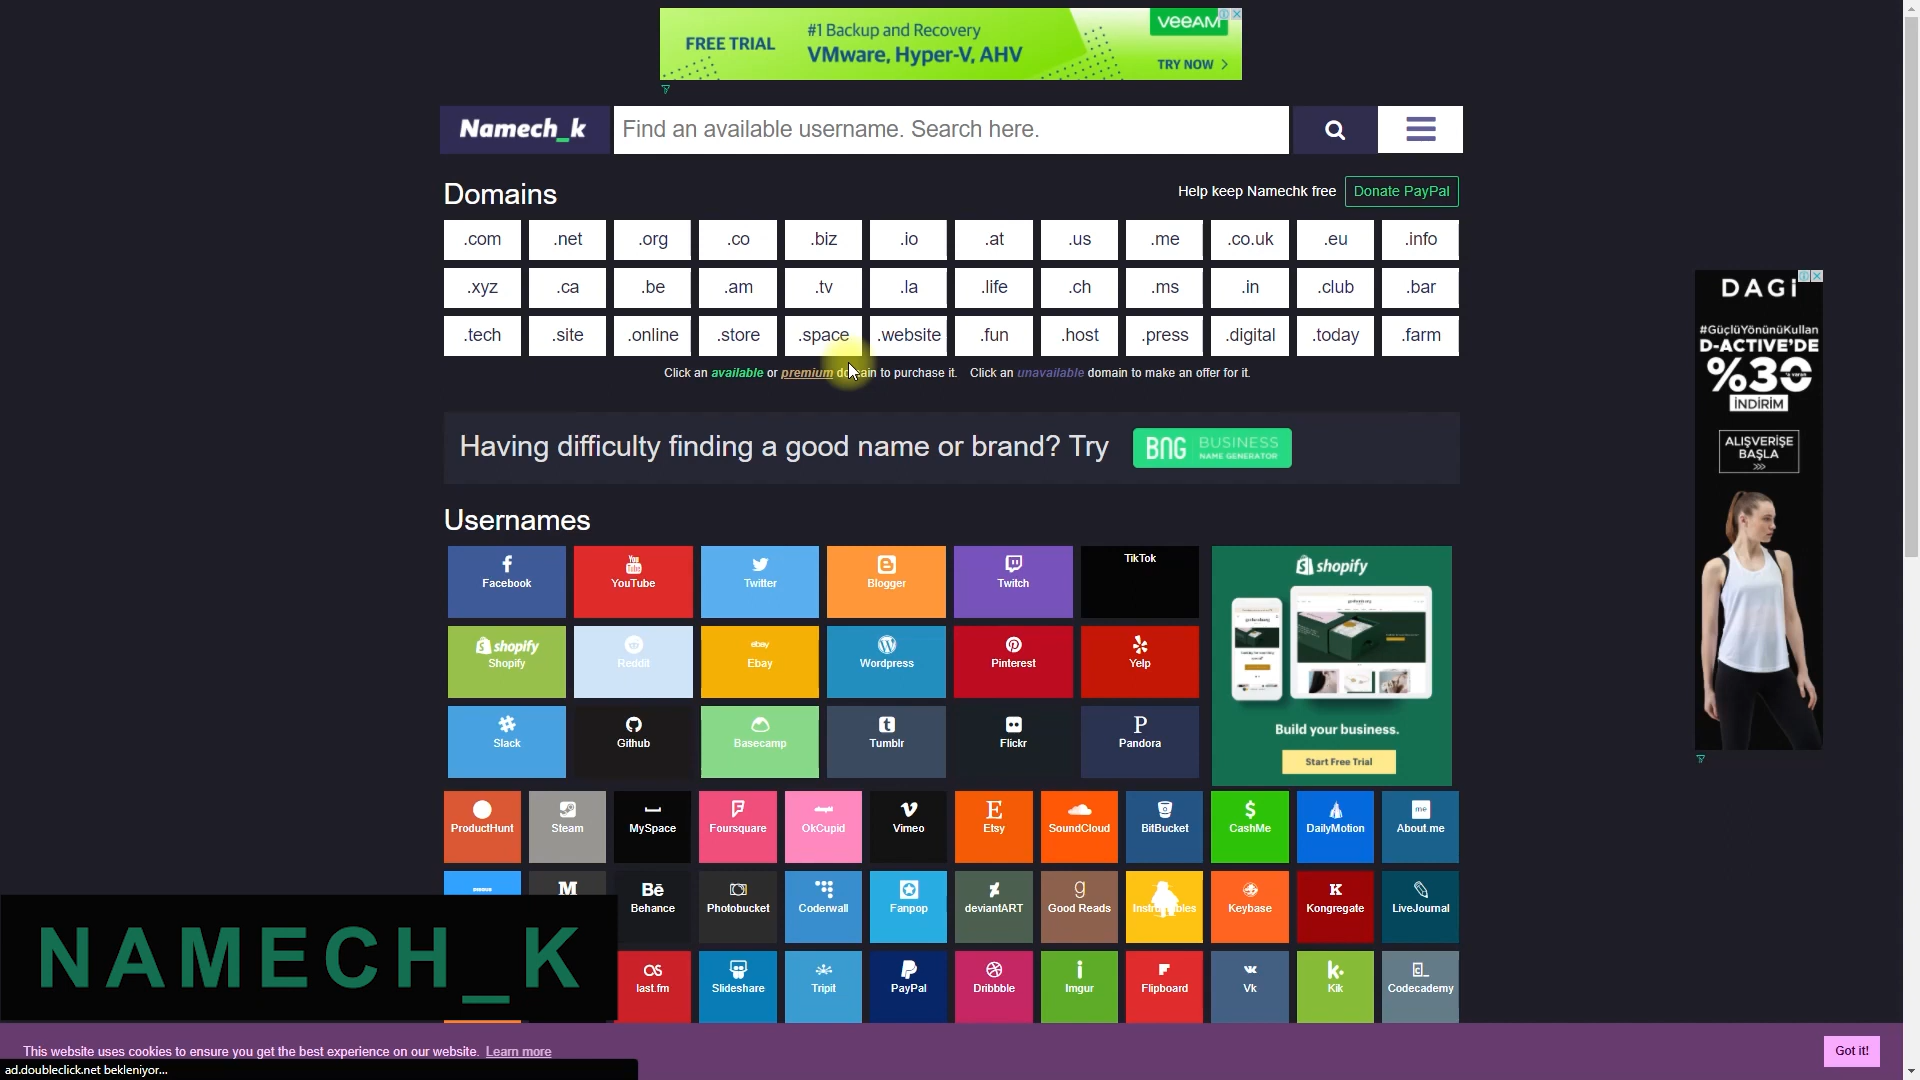 FREE TRIAL
#1 Backup and Recovery
VMware, Hyper-V, AHV
veeam
TRY NOW >
Namech_k
Find an available username. Search here.
Domains
Help keep Namechk free
Donate PayPal
.com .net .org .co .biz .io .at .us .me .co.uk .eu .info
.xyz .ca .be .am .tv .la .life .ch .ms .in .club .bar
.tech .site .online .store .space .website .fun .host .press .digital .today .farm
Click an available or premium domain to purchase it. Click an unavailable domain to make an offer for it.
DAGi
#GüçlüYönünüKullan
D-ACTIVE'DE
%30
İNDİRİM
ALIŞVERİŞE
BAŞLA
>>>
Having difficulty finding a good name or brand? Try
BNG
BUSINESS
NAME GENERATOR
Usernames
Facebook YouTube Twitter Blogger Twitch TikTok
shopify
Shopify Reddit Ebay Wordpress Pinterest Yelp
Slack Github Basecamp Tumblr Flickr Pandora
shopify
Build your business.
Start Free Trial
ProductHunt Steam MySpace Foursquare OkCupid Vimeo Etsy SoundCloud BitBucket CashMe DailyMotion About.me
Behance Photobucket Coderwall Fanpop deviantART Good Reads Instructables Keybase Kongregate LiveJournal
last.fm Slideshare Tripit PayPal Dribbble Imgur Flipboard Vk Kik Codecademy
NAMECH_K
This website uses cookies to ensure you get the best experience on our website. Learn more
Got it!
ad.doubleclick.net bekleniyor...